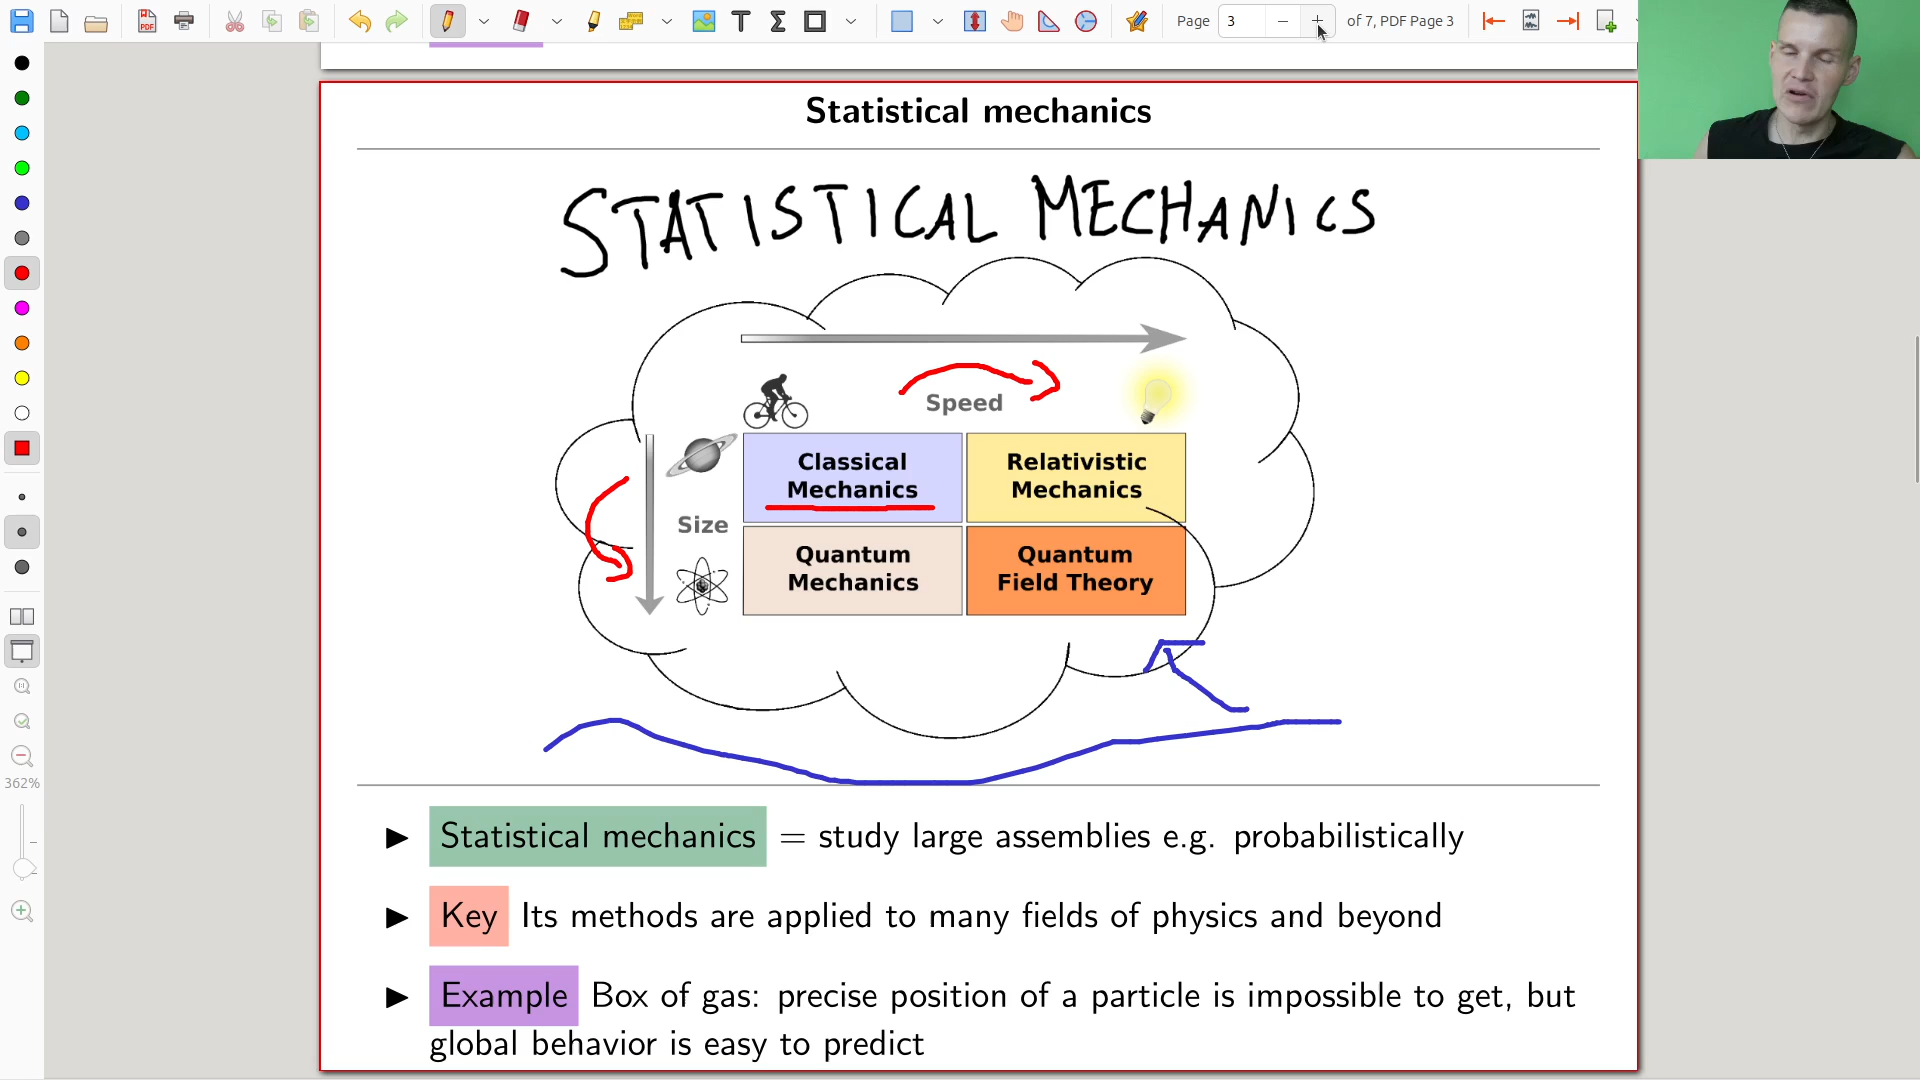 Page 3 of 7, PDF Page 3
Statistical mechanics
STATISTICAL MECHANICS
Speed
Classical
Mechanics
Relativistic
Mechanics
Size
Quantum
Mechanics
Quantum
Field Theory
362%
▶ Statistical mechanics = study large assemblies e.g. probabilistically
▶ Key Its methods are applied to many fields of physics and beyond
▶ Example Box of gas: precise position of a particle is impossible to get, but
global behavior is easy to predict